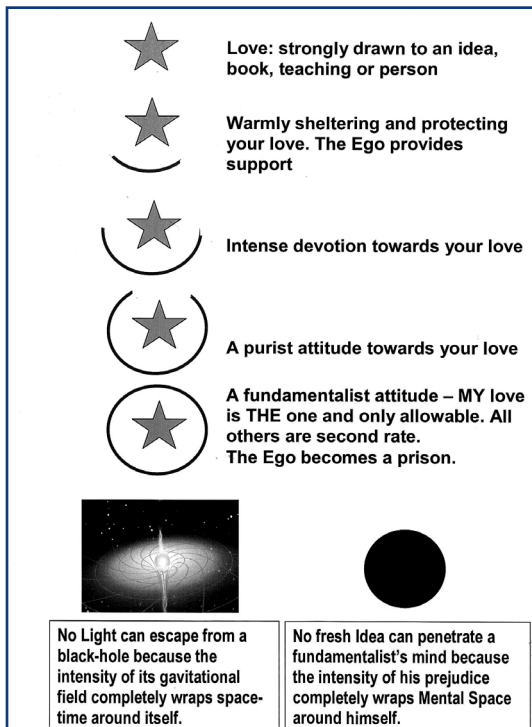 Love: strongly drawn to an idea,
book, teaching or person
Warmly sheltering and protecting
your love. The Ego provides
support
Intense devotion towards your love
A purist attitude towards your love
A fundamentalist attitude – MY love
is THE one and only allowable. All
others are second rate.
The Ego becomes a prison.
No Light can escape from a
black-hole because the
intensity of its gavitational
field completely wraps space-
time around itself.
No fresh Idea can penetrate a
fundamentalist's mind because
the intensity of his prejudice
completely wraps Mental Space
around himself.